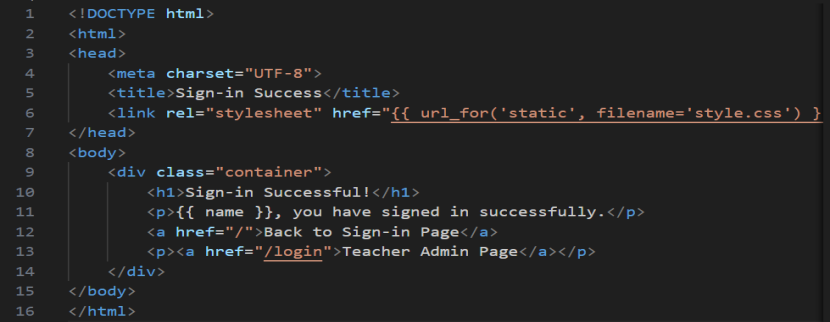 1 <!DOCTYPE html>
2 <html>
3 <head>
4 <meta charset="UTF-8">
5 <title>Sign-in Success</title>
6 <link rel="stylesheet" href="{{ url_for('static', filename='style.css') }
7 </head>
8 <body>
9 <div class="container">
10 <h1>Sign-in Successful!</h1>
11 <p>{{ name }}, you have signed in successfully.</p>
12 <a href="/">Back to Sign-in Page</a>
13 <p><a href="/login">Teacher Admin Page</a></p>
14 </div>
15 </body>
16 </html>